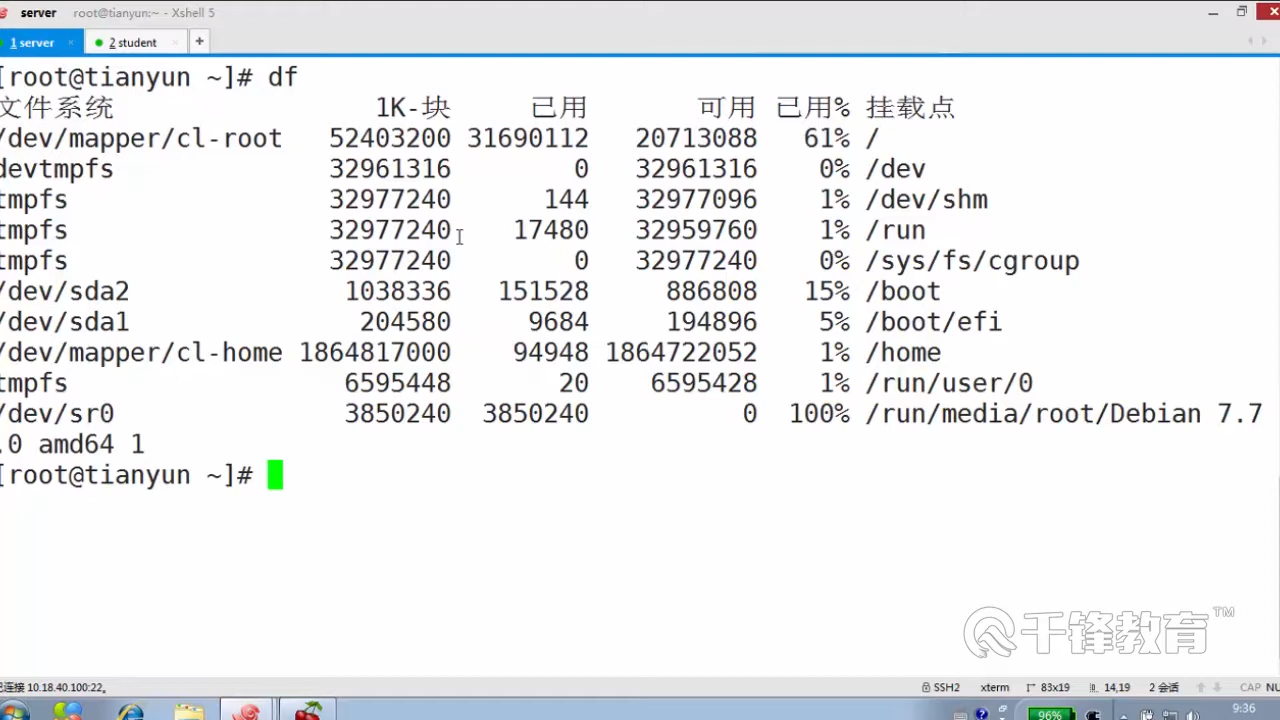 server root@tianyun:~ - Xshell 5
1 server 2 student +
[root@tianyun ~]# df
文件系统 1K-块 已用 可用 已用% 挂载点
/dev/mapper/cl-root 52403200 31690112 20713088 61% /
devtmpfs 32961316 0 32961316 0% /dev
tmpfs 32977240 144 32977096 1% /dev/shm
tmpfs 32977240 17480 32959760 1% /run
tmpfs 32977240 0 32977240 0% /sys/fs/cgroup
/dev/sda2 1038336 151528 886808 15% /boot
/dev/sda1 204580 9684 194896 5% /boot/efi
/dev/mapper/cl-home 1864817000 94948 1864722052 1% /home
tmpfs 6595448 20 6595428 1% /run/user/0
/dev/sr0 3850240 3850240 0 100% /run/media/root/Debian 7.7
.0 amd64 1
[root@tianyun ~]#
千锋教育™
已连接 10.18.40.100:22。 SSH2 xterm 83x19 14,19 2 会话 CAP NU
96% 9:36